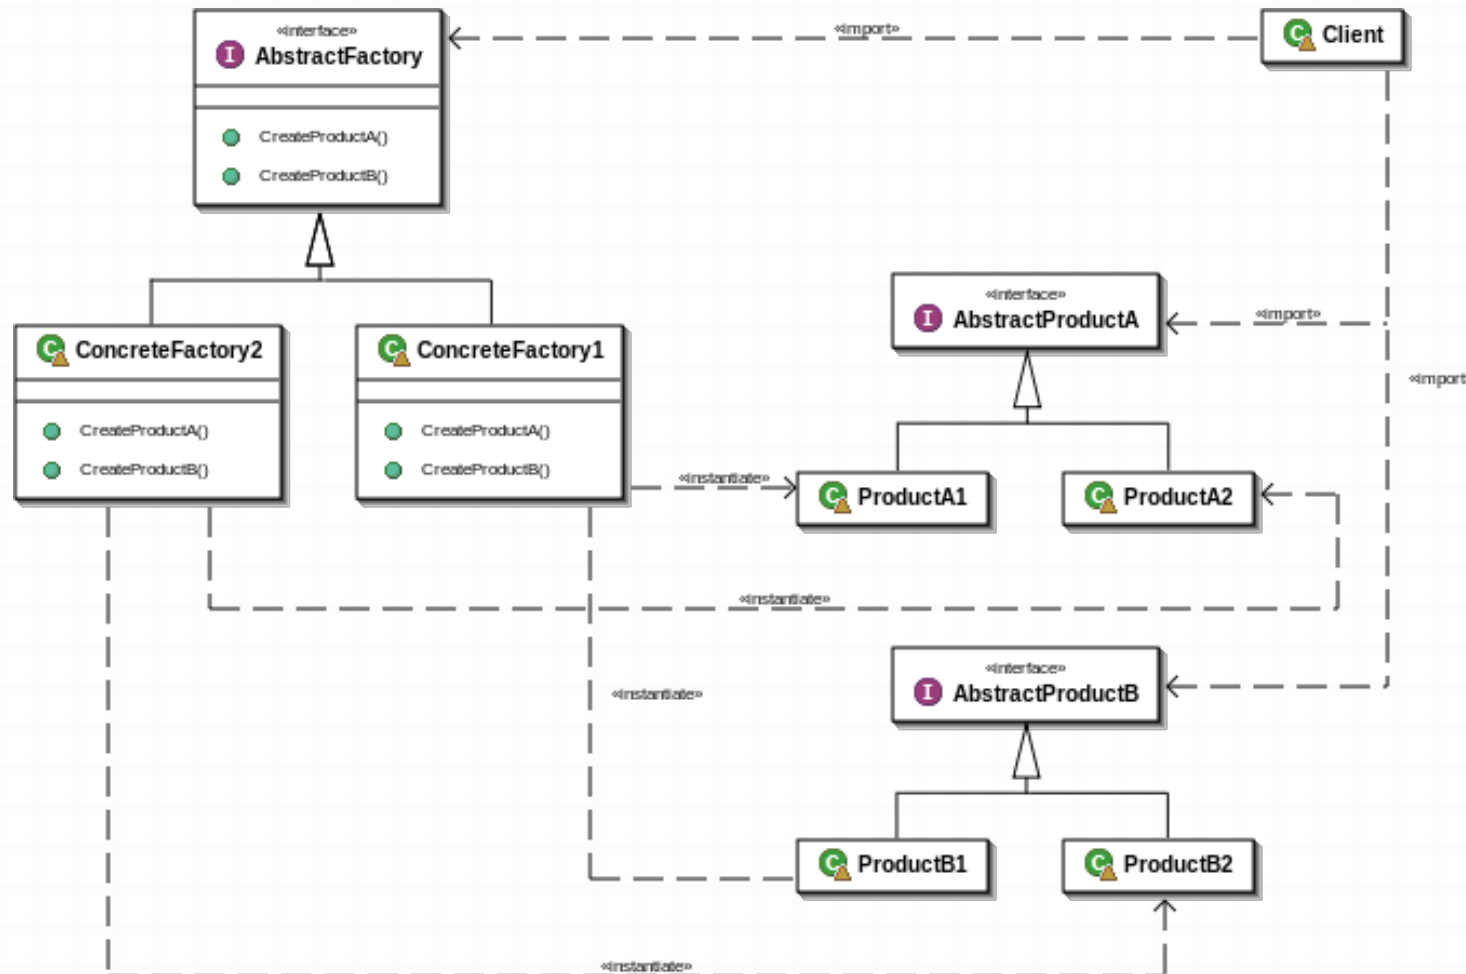 «interface»
I AbstractFactory
CreateProductA()
CreateProductB()
«import»
C Client
C ConcreteFactory2
CreateProductA()
CreateProductB()
C ConcreteFactory1
CreateProductA()
CreateProductB()
«interface»
I AbstractProductA
«import»
«import
«instantiate»
C ProductA1
C ProductA2
«instantiate»
«interface»
I AbstractProductB
«instantiate»
C ProductB1
C ProductB2
«instantiate»